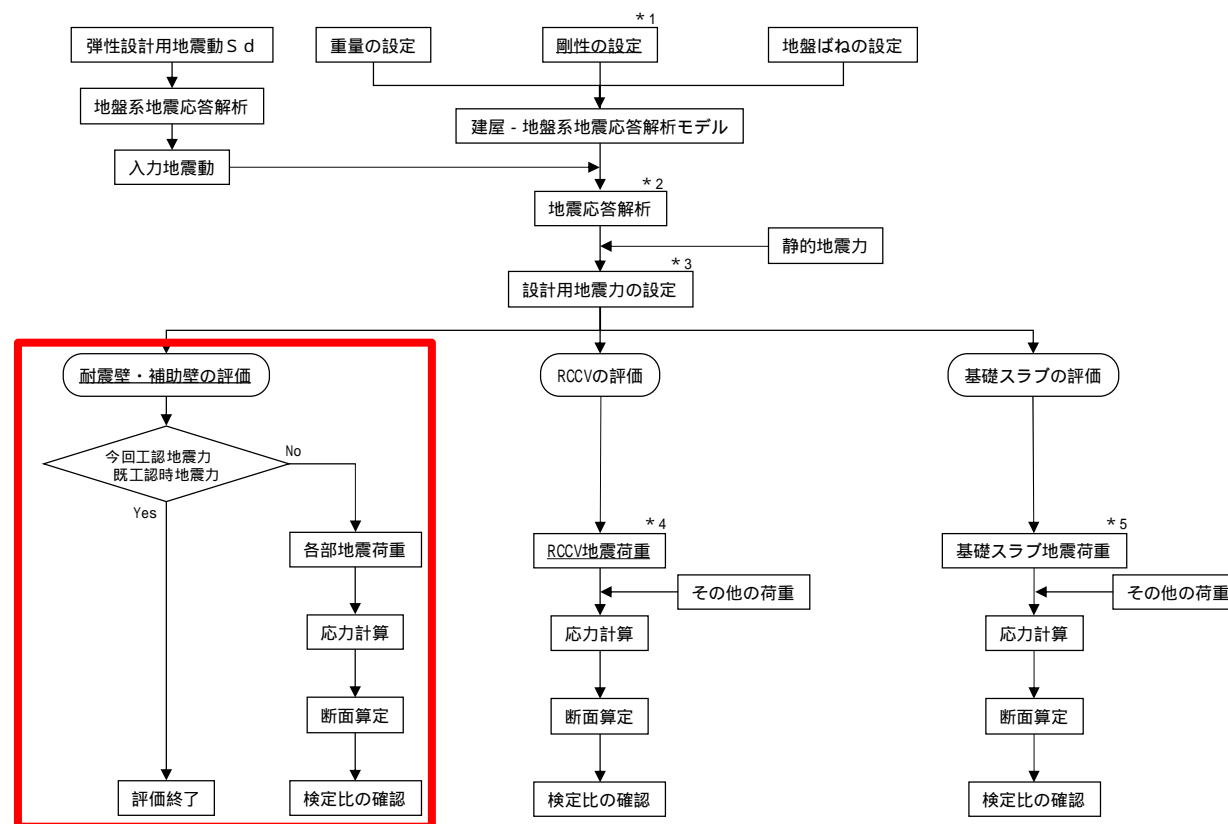 *1
弾性設計用地震動Sd
重量の設定
剛性の設定
地盤ばねの設定
地盤系地震応答解析
建屋-地盤系地震応答解析モデル
入力地震動
*2
地震応答解析
静的地震力
*3
設計用地震力の設定
耐震壁・補助壁の評価
RCCVの評価
基礎スラブの評価
今回工認地震力
既工認時地震力
No
Yes
各部地震荷重
*4
RCCV地震荷重
*5
基礎スラブ地震荷重
その他の荷重
その他の荷重
応力計算
応力計算
応力計算
断面算定
断面算定
断面算定
評価終了
検定比の確認
検定比の確認
検定比の確認